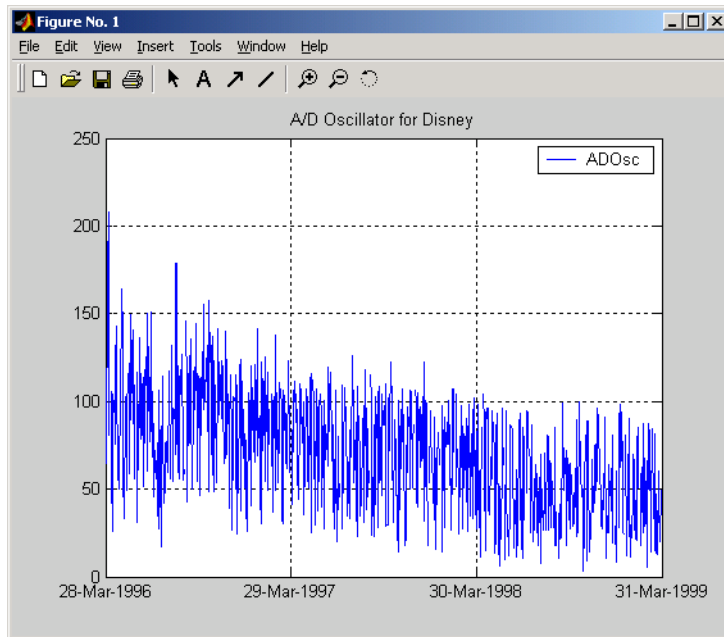 Figure No. 1
File Edit View Insert Tools Window Help
A
A/D Oscillator for Disney
250
ADOsc
200
150
100
50
0
28-Mar-1996 29-Mar-1997 30-Mar-1998 31-Mar-1999